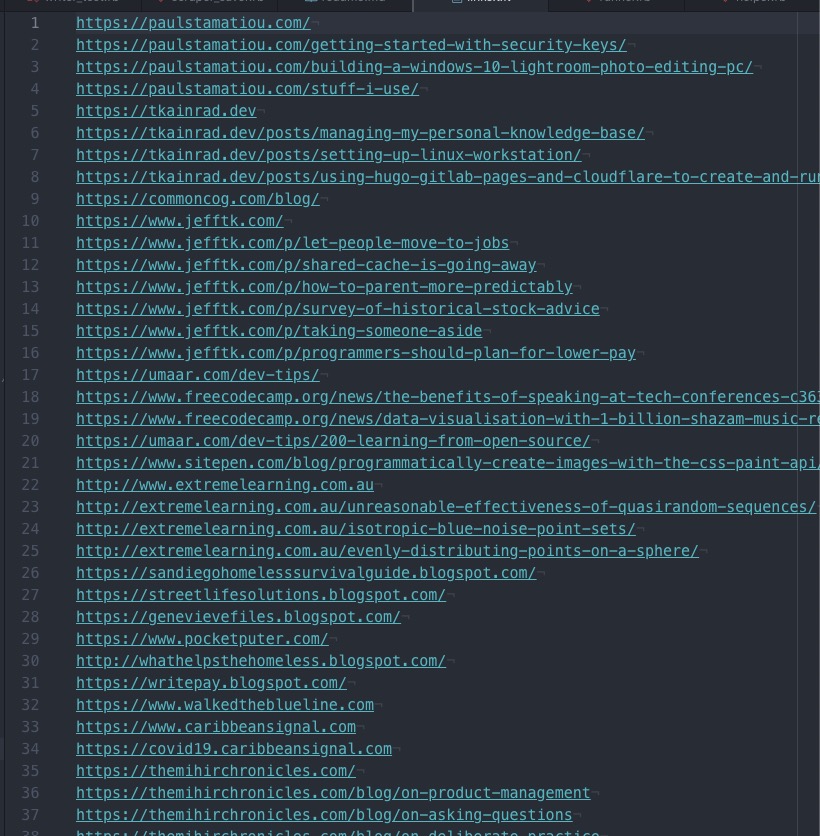 1 https://paulstamatiou.com/
2 https://paulstamatiou.com/getting-started-with-security-keys/
3 https://paulstamatiou.com/building-a-windows-10-lightroom-photo-editing-pc/
4 https://paulstamatiou.com/stuff-i-use/
5 https://tkainrad.dev
6 https://tkainrad.dev/posts/managing-my-personal-knowledge-base/
7 https://tkainrad.dev/posts/setting-up-linux-workstation/
8 https://tkainrad.dev/posts/using-hugo-gitlab-pages-and-cloudflare-to-create-and-run
9 https://commoncog.com/blog/
10 https://www.jefftk.com/
11 https://www.jefftk.com/p/let-people-move-to-jobs
12 https://www.jefftk.com/p/shared-cache-is-going-away
13 https://www.jefftk.com/p/how-to-parent-more-predictably
14 https://www.jefftk.com/p/survey-of-historical-stock-advice
15 https://www.jefftk.com/p/taking-someone-aside
16 https://www.jefftk.com/p/programmers-should-plan-for-lower-pay
17 https://umaar.com/dev-tips/
18 https://www.freecodecamp.org/news/the-benefits-of-speaking-at-tech-conferences-c363
19 https://www.freecodecamp.org/news/data-visualisation-with-1-billion-shazam-music-re
20 https://umaar.com/dev-tips/200-learning-from-open-source/
21 https://www.sitepen.com/blog/programmatically-create-images-with-the-css-paint-api/
22 http://www.extremelearning.com.au
23 http://extremelearning.com.au/unreasonable-effectiveness-of-quasirandom-sequences/
24 http://extremelearning.com.au/isotropic-blue-noise-point-sets/
25 http://extremelearning.com.au/evenly-distributing-points-on-a-sphere/
26 https://sandiegohomelesssurvivalguide.blogspot.com/
27 https://streetlifesolutions.blogspot.com/
28 https://genevievefiles.blogspot.com/
29 https://www.pocketputer.com/
30 http://whathelpsthehomeless.blogspot.com/
31 https://writepay.blogspot.com/
32 https://www.walkedtheblueline.com
33 https://www.caribbeansignal.com
34 https://covid19.caribbeansignal.com
35 https://themihirchronicles.com/
36 https://themihirchronicles.com/blog/on-product-management
37 https://themihirchronicles.com/blog/on-asking-questions
38 https://themihirchronicles.com/blog/on-deliberate-practice